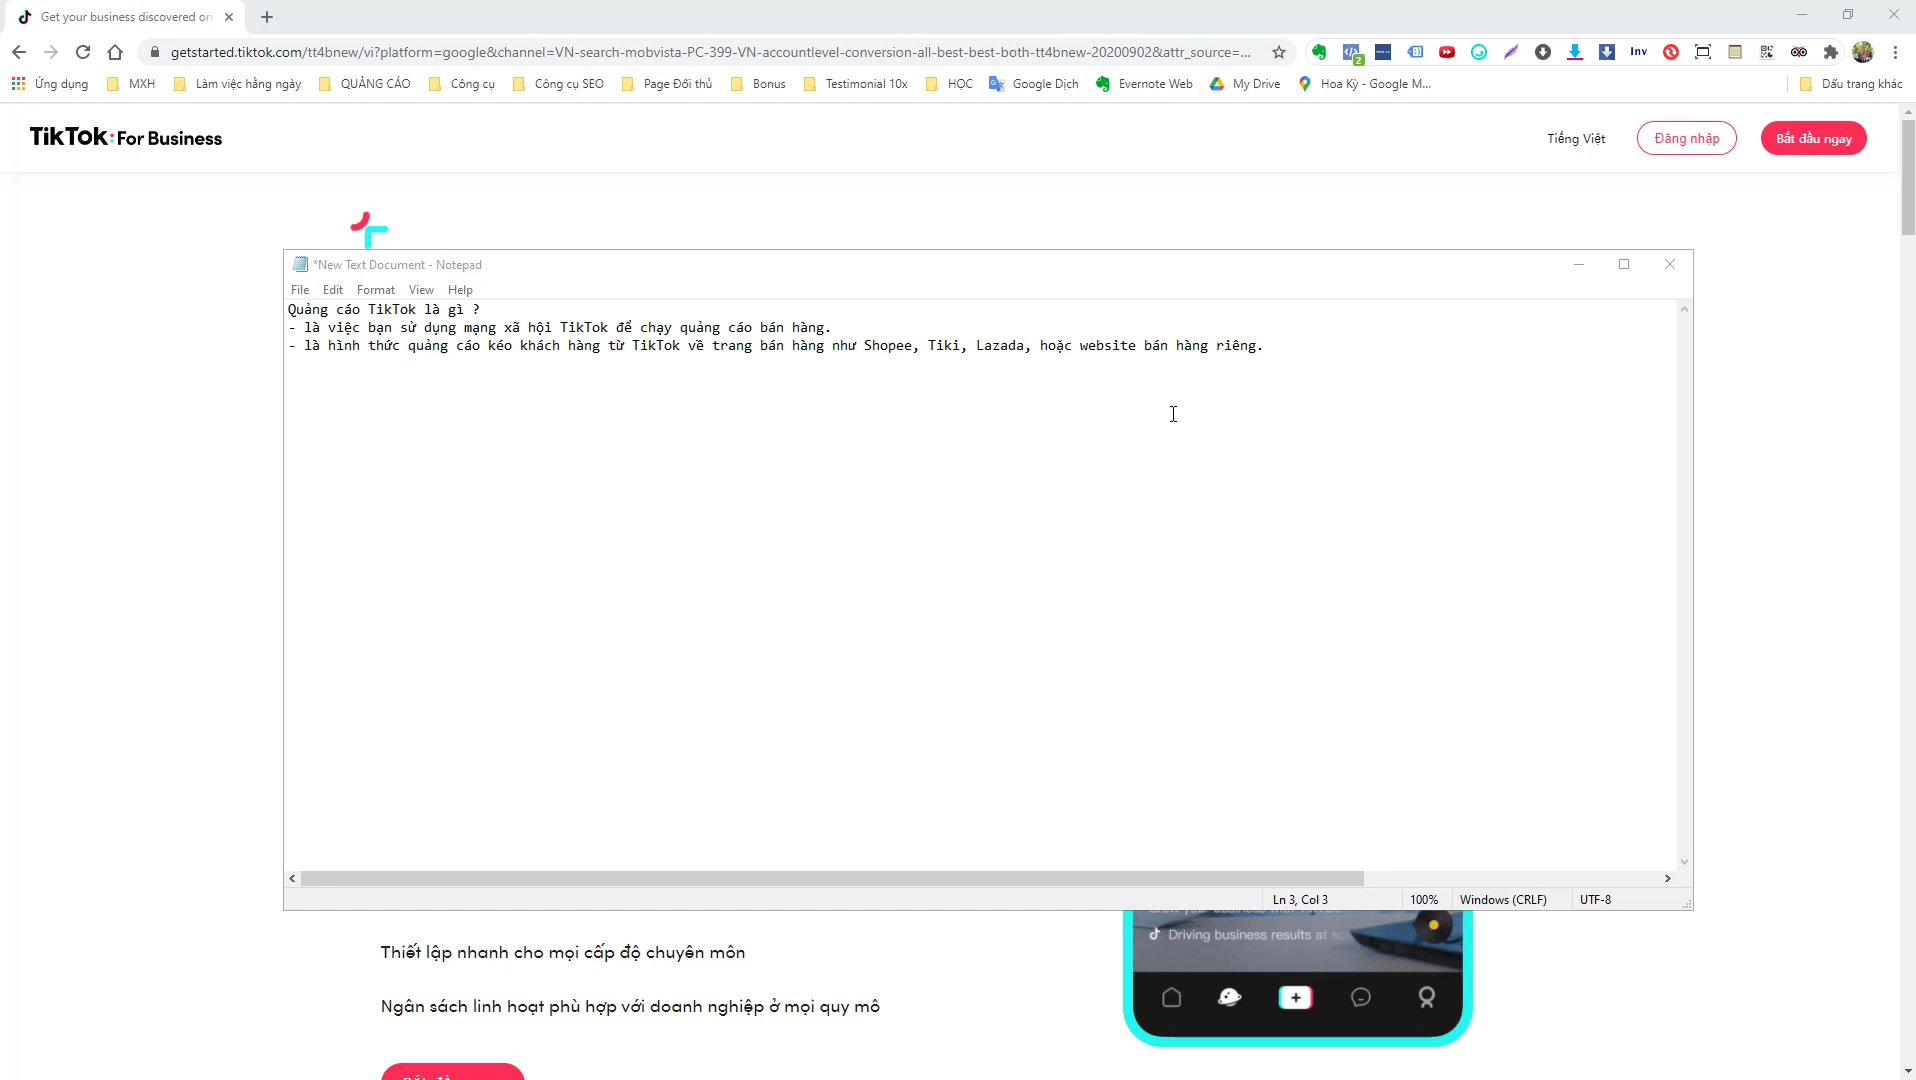 Get your business discovered on
getstarted.tiktok.com/tt4bnew/vi?platform=google&channel=VN-search-mobvista-PC-399-VN-accountlevel-conversion-all-best-best-both-tt4bnew-20200902&attr_source=...
2
Inv
Ứng dụng MXH Làm việc hằng ngày QUẢNG CÁO Công cụ Công cụ SEO Page Đối thủ Bonus Testimonial 10x HỌC Google Dịch Evernote Web My Drive Hoa Kỳ - Google M... Dấu trang khác
TikTok: For Business
Tiếng Việt Đăng nhập Bắt đầu ngay
*New Text Document - Notepad
File Edit Format View Help
Quảng cáo TikTok là gì ?
- là việc bạn sử dụng mạng xã hội TikTok để chạy quảng cáo bán hàng.
- là hình thức quảng cáo kéo khách hàng từ TikTok về trang bán hàng như Shopee, Tiki, Lazada, hoặc website bán hàng riêng.
Ln 3, Col 3 100% Windows (CRLF) UTF-8
Driving business results at
Thiết lập nhanh cho mọi cấp độ chuyên môn
Ngân sách linh hoạt phù hợp với doanh nghiệp ở mọi quy mô